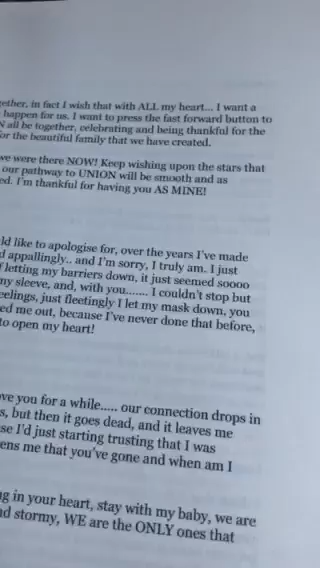 gether, in fact I wish that with ALL my heart... I want a
happen for us. I want to press the fast forward button to
all be together, celebrating and being thankful for the
or the beautiful family that we have created.
we were there NOW! Keep wishing upon the stars that
our pathway to UNION will be smooth and as
ed. I'm thankful for having you AS MINE!
ld like to apologise for, over the years I've made
d appallingly.. and I'm sorry, I truly am. I just
f letting my barriers down, it just seemed soooo
my sleeve, and, with you....... I couldn't stop but
eelings, just fleetingly I let my mask down, you
ed me out, because I've never done that before,
to open my heart!
ove you for a while..... our connection drops in
s, but then it goes dead, and it leaves me
se I'd just starting trusting that I was
ens me that you've gone and when am I
ng in your heart, stay with my baby, we are
nd stormy, WE are the ONLY ones that